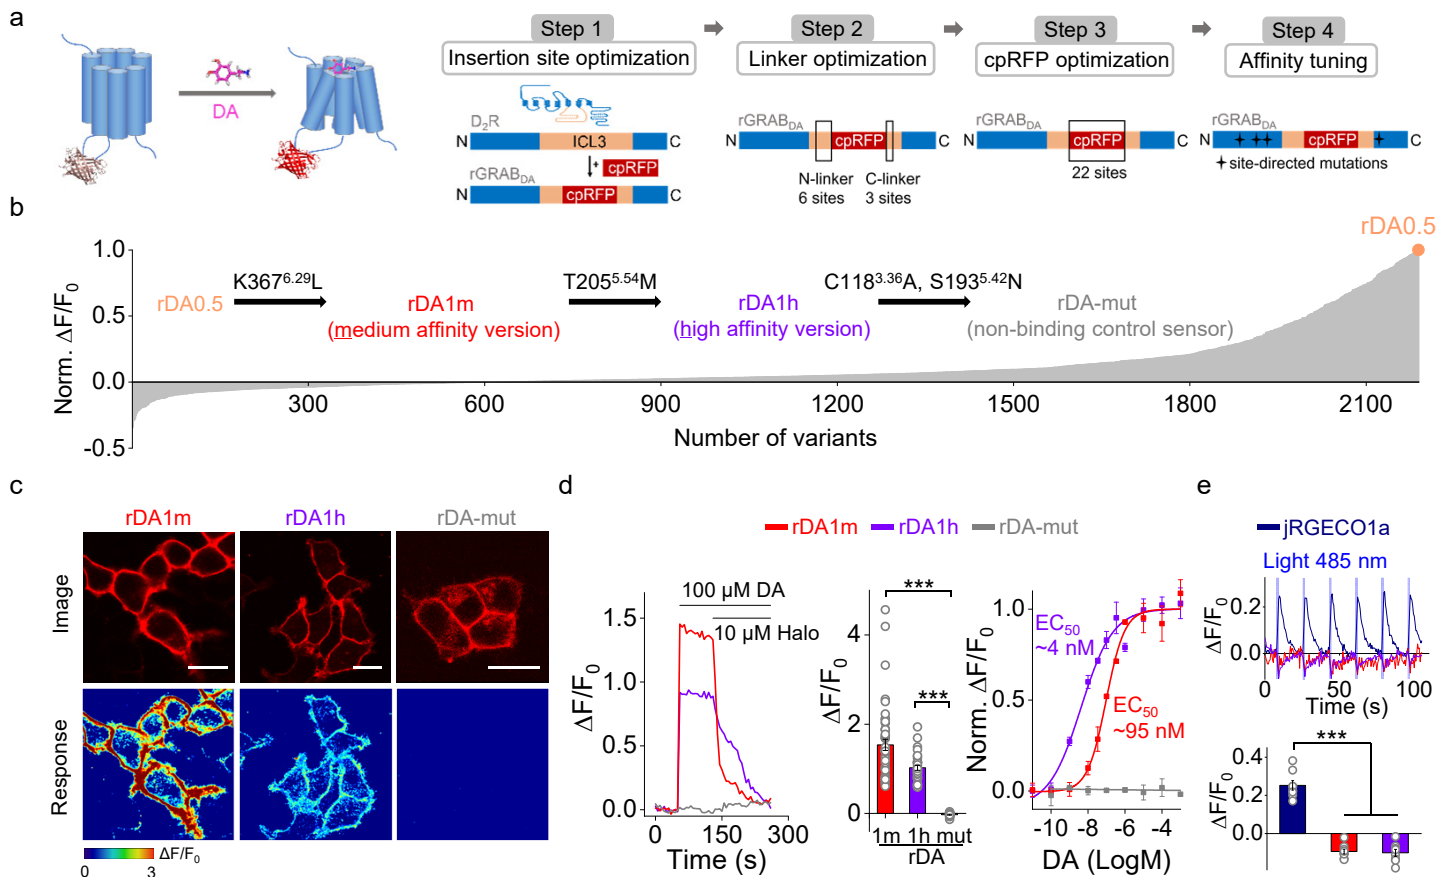 a
DA
Step 1
Insertion site optimization
Step 2
Linker optimization
Step 3
cpRFP optimization
Step 4
Affinity tuning
D2R
N
ICL3
C
+
cpRFP
rGRABDA
N
cpRFP
C
rGRABDA
N
cpRFP
C
N-linker
6 sites
C-linker
3 sites
rGRABDA
N
cpRFP
C
22 sites
rGRABDA
N
cpRFP
C
site-directed mutations
b
Norm. ΔF/F0
1.0
0.5
0.0
-0.5
rDA0.5
K367^6.29L
rDA1m
(medium affinity version)
T205^5.54M
rDA1h
(high affinity version)
C118^3.36A, S193^5.42N
rDA-mut
(non-binding control sensor)
rDA0.5
300
600
900
1200
1500
1800
2100
Number of variants
c
rDA1m
rDA1h
rDA-mut
Image
Response
ΔF/F0
0
3
d
rDA1m
rDA1h
rDA-mut
ΔF/F0
1.5
1.0
0.5
0.0
100 µM DA
10 µM Halo
0
150
300
Time (s)
ΔF/F0
4
2
0
***
***
1m
1h
mut
rDA
Norm. ΔF/F0
1.0
0.5
0.0
EC50
~4 nM
EC50
~95 nM
-10
-8
-6
-4
DA (LogM)
e
jRGECO1a
Light 485 nm
ΔF/F0
0.2
0.0
0
50
100
Time (s)
ΔF/F0
0.4
0.2
0.0
***